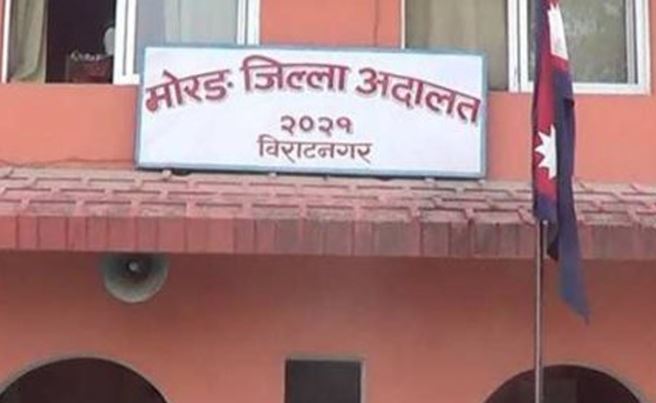 मोरङ जिल्ला अदालत
२०२१
विराटनगर